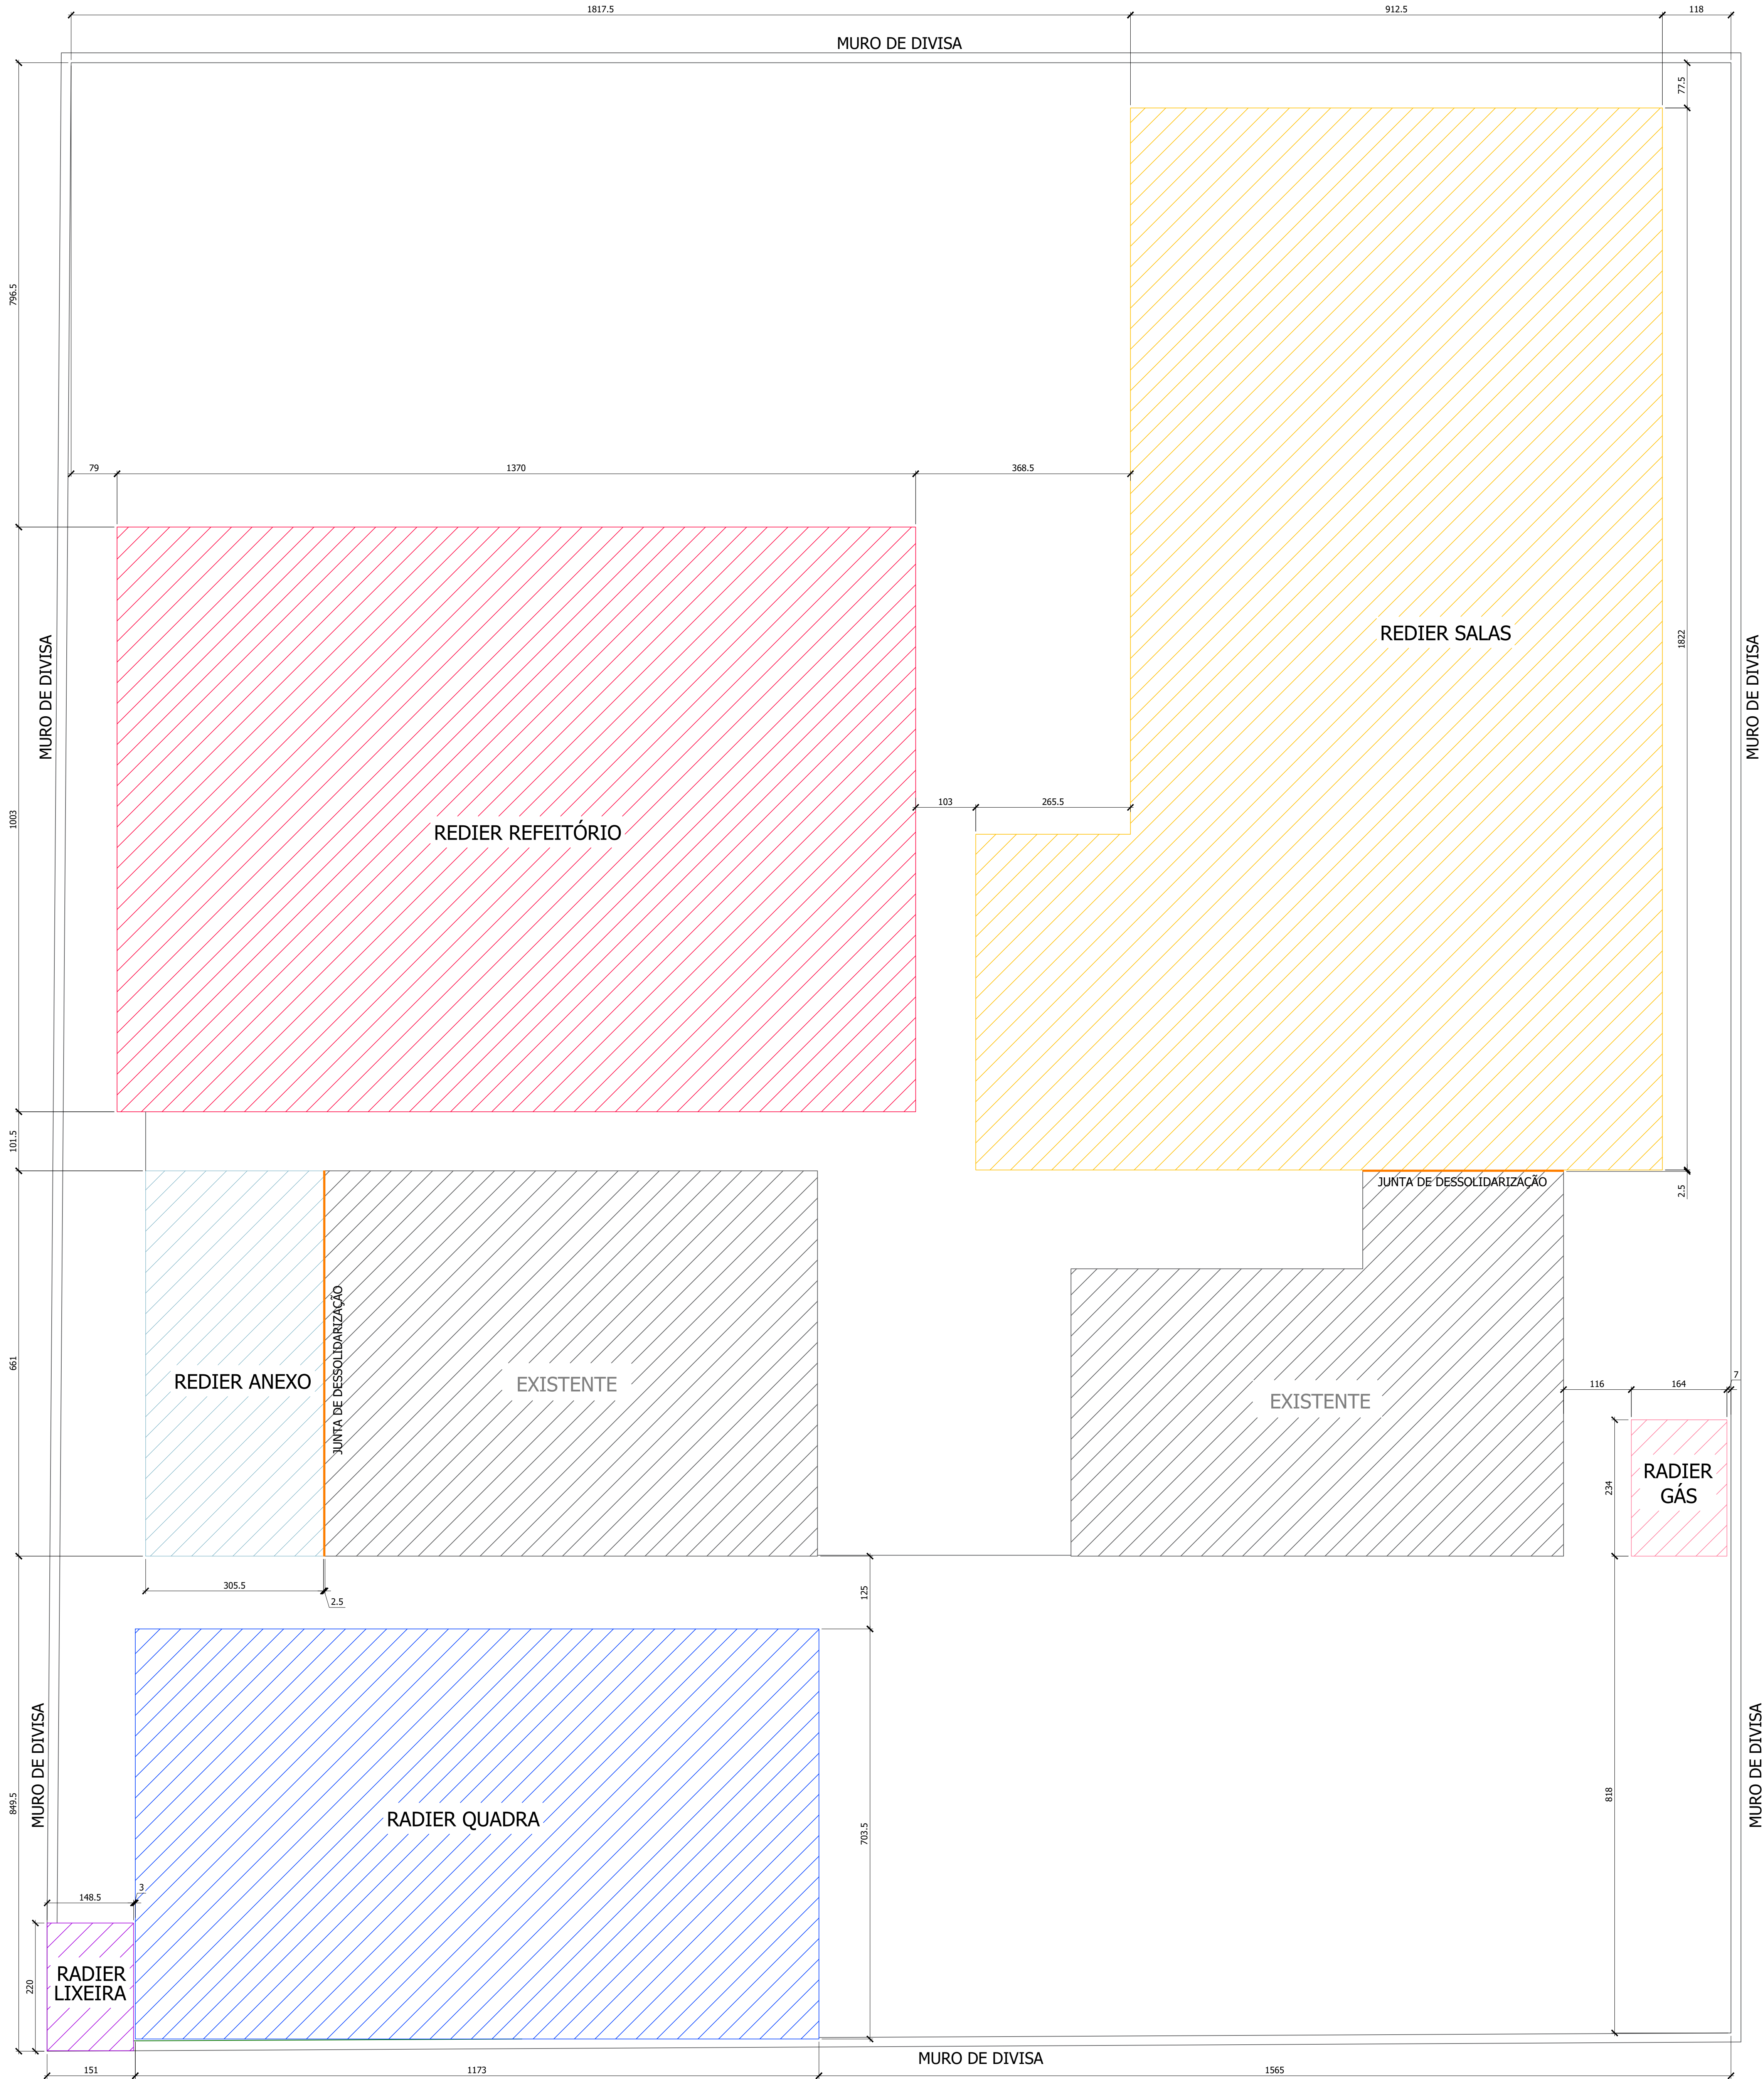 1817.5
912.5
118
MURO DE DIVISA
77.5
796.5
79
1370
368.5
MURO DE DIVISA
REDIER SALAS
1822
MURO DE DIVISA
103
265.5
1003
REDIER REFEITÓRIO
101.5
JUNTA DE DESSOLIDARIZAÇÃO
2.5
661
REDIER ANEXO
JUNTA DE DESSOLIDARIZAÇÃO
EXISTENTE
EXISTENTE
116
164
7
234
RADIER
GÁS
305.5
2.5
125
MURO DE DIVISA
849.5
RADIER QUADRA
703.5
818
MURO DE DIVISA
148.5
3
220
RADIER
LIXEIRA
MURO DE DIVISA
151
1173
1565